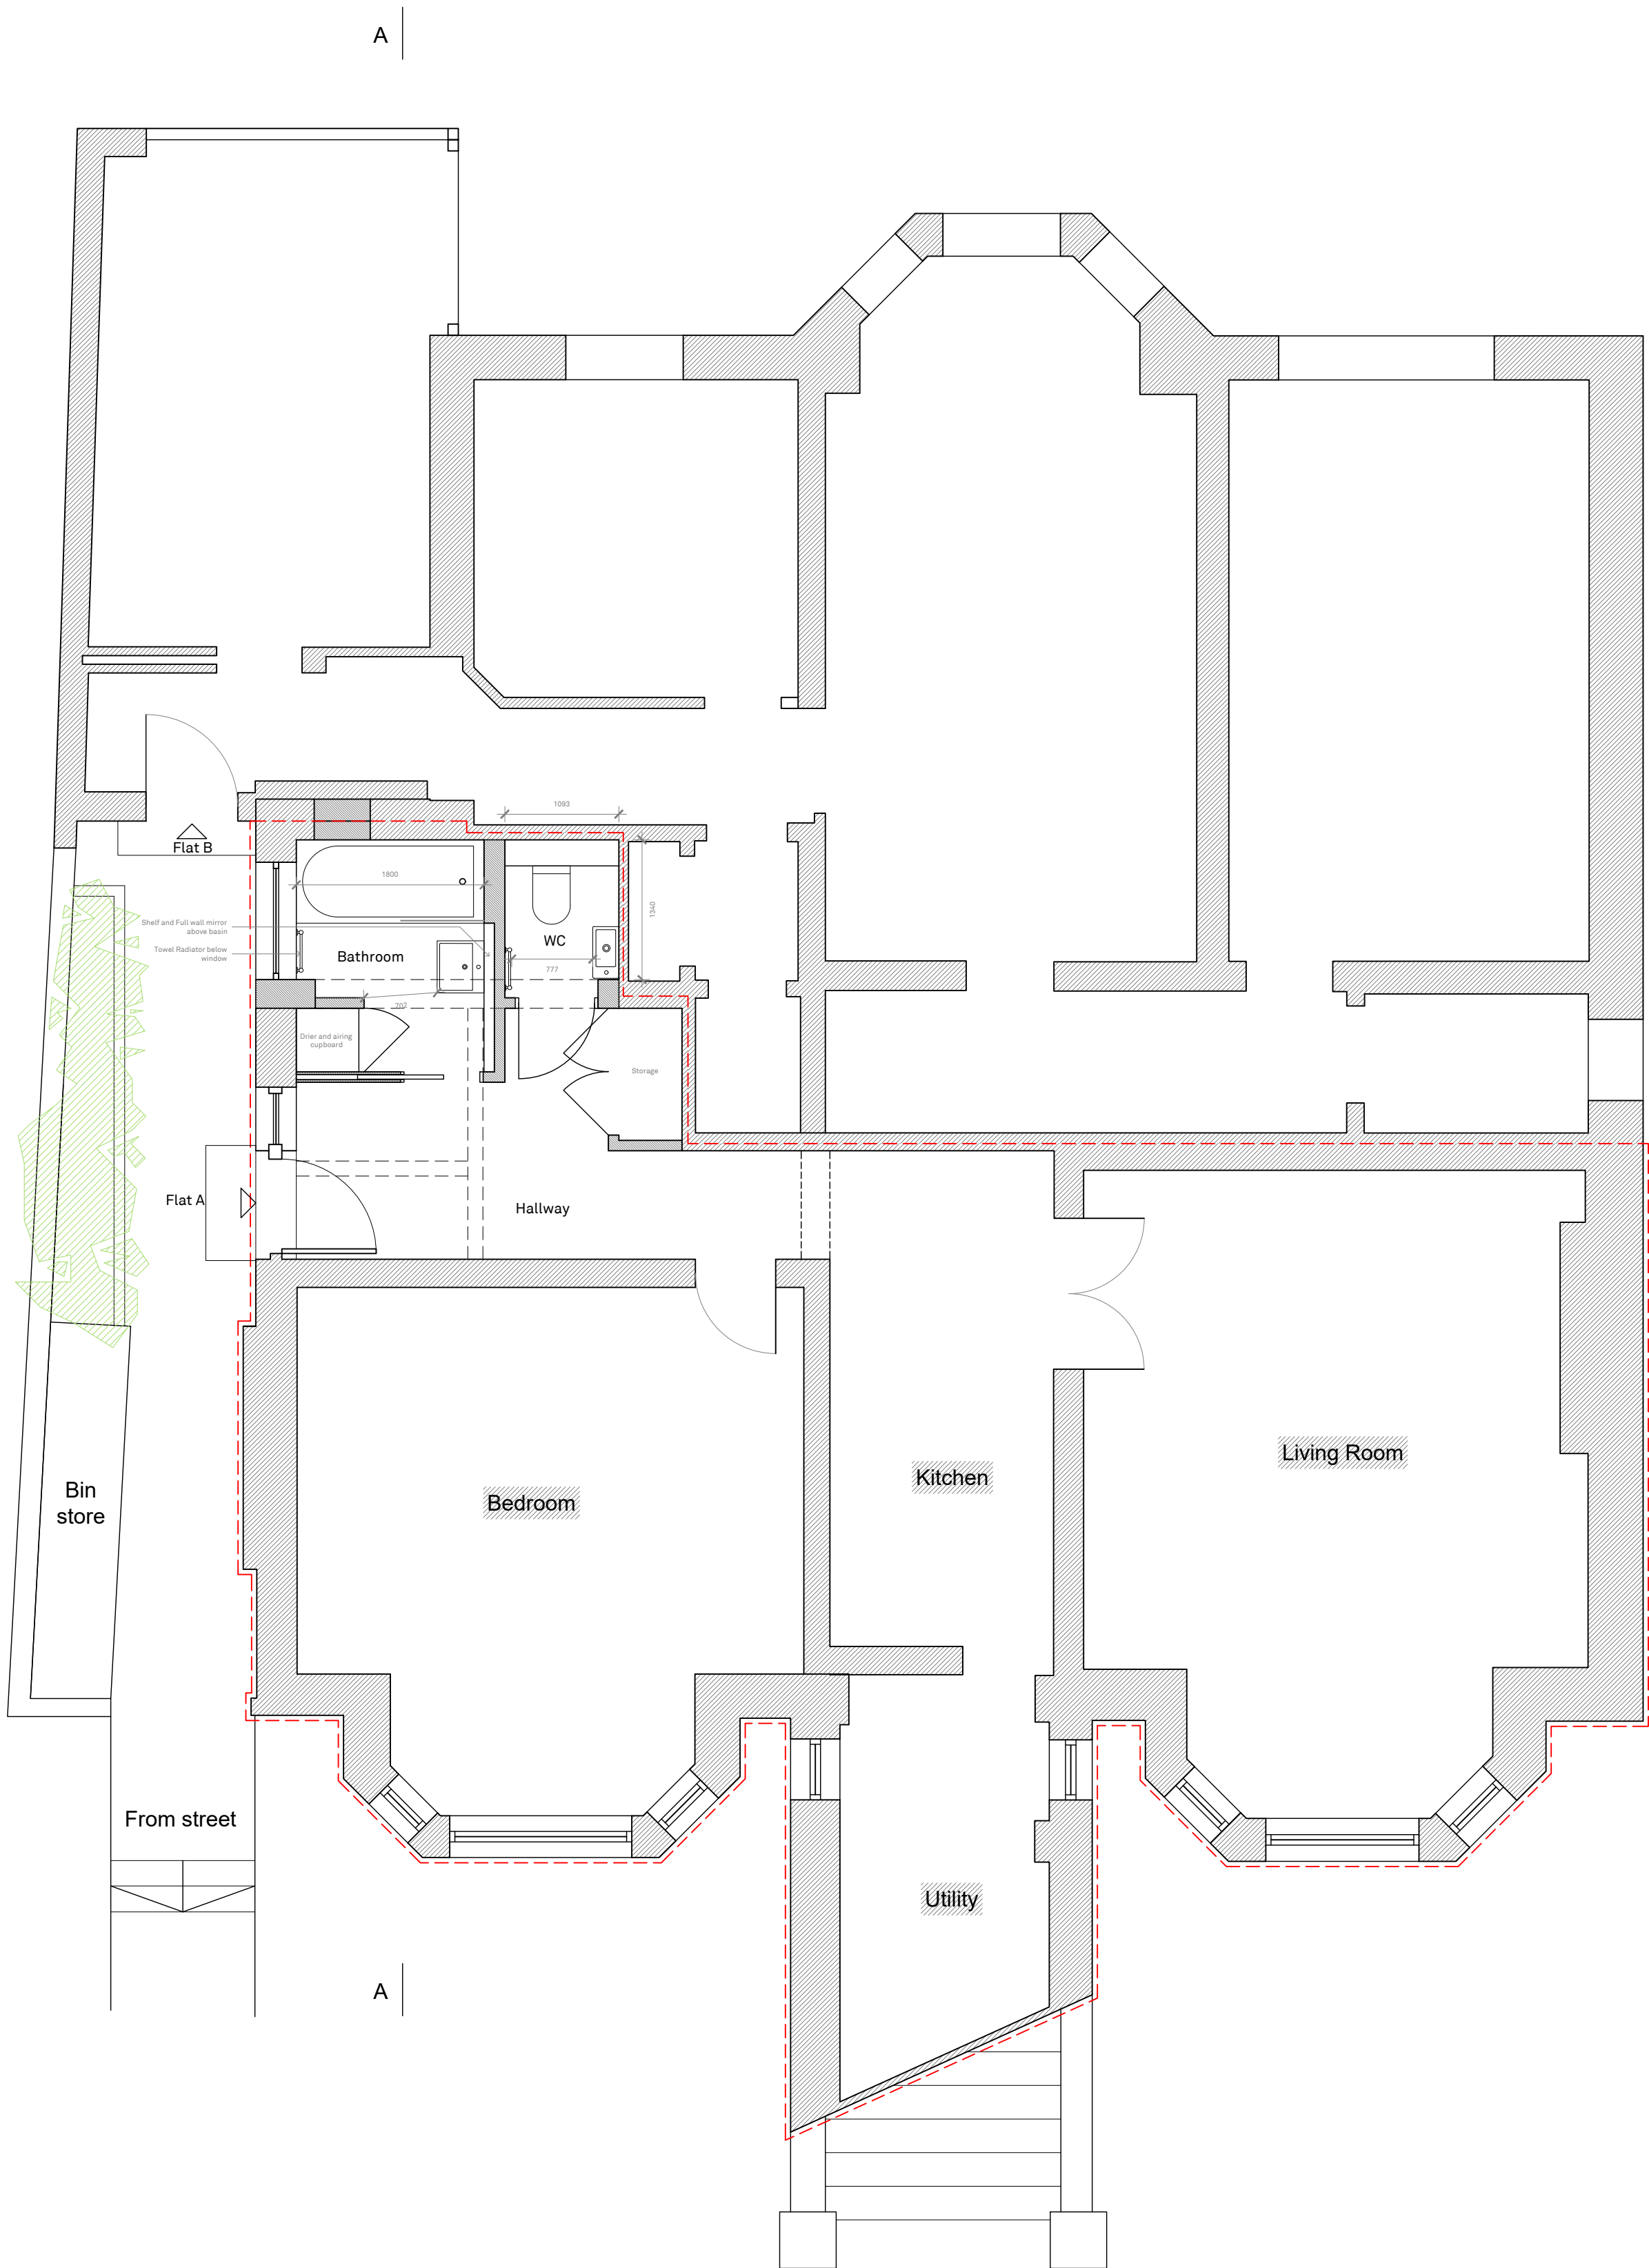 A
1093
Flat B
1800
1340
Shelf and Full wall mirror
above basin
WC
Towel Radiator below
window
Bathroom
777
702
Drier and airing
cupboard
Storage
Flat A
Hallway
Living Room
Kitchen
Bin
store
Bedroom
From street
Utility
A